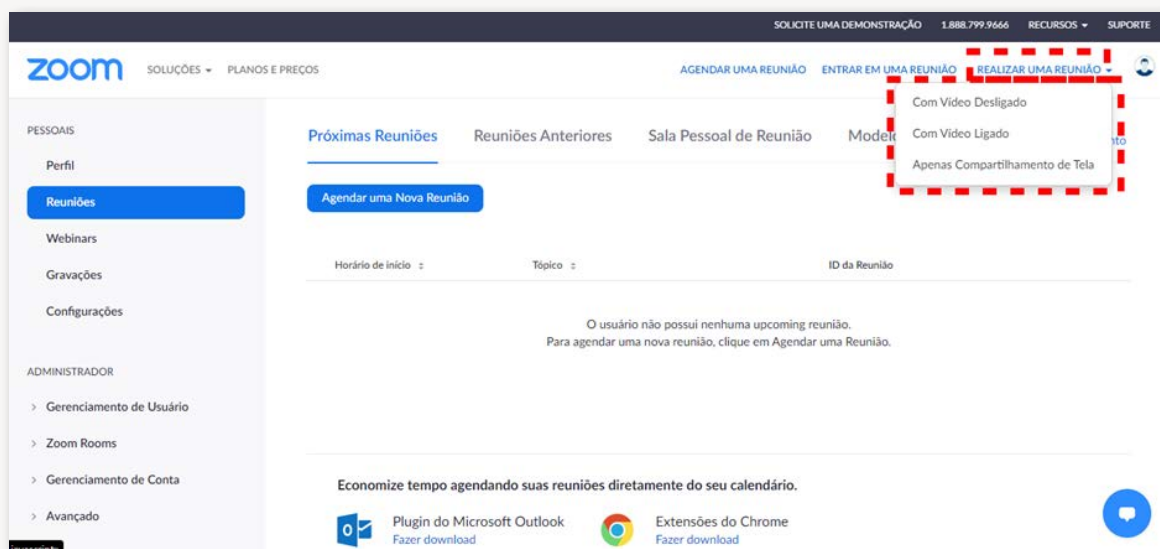 SOLICITE UMA DEMONSTRAÇÃO 1.888.799.9666 RECURSOS SUPORTE
zoom SOLUÇÕES PLANOS E PREÇOS AGENDAR UMA REUNIÃO ENTRAR EM UMA REUNIÃO REALIZAR UMA REUNIÃO
Com Vídeo Desligado
Com Vídeo Ligado
Apenas Compartilhamento de Tela
PESSOAIS
Perfil
Reuniões
Webinars
Gravações
Configurações
ADMINISTRADOR
> Gerenciamento de Usuário
> Zoom Rooms
> Gerenciamento de Conta
> Avançado
Próximas Reuniões Reuniões Anteriores Sala Pessoal de Reunião
Agendar uma Nova Reunião
Horário de início Tópico ID da Reunião
O usuário não possui nenhuma upcoming reunião.
Para agendar uma nova reunião, clique em Agendar uma Reunião.
Economize tempo agendando suas reuniões diretamente do seu calendário.
Plugin do Microsoft Outlook
Fazer download
Extensões do Chrome
Fazer download